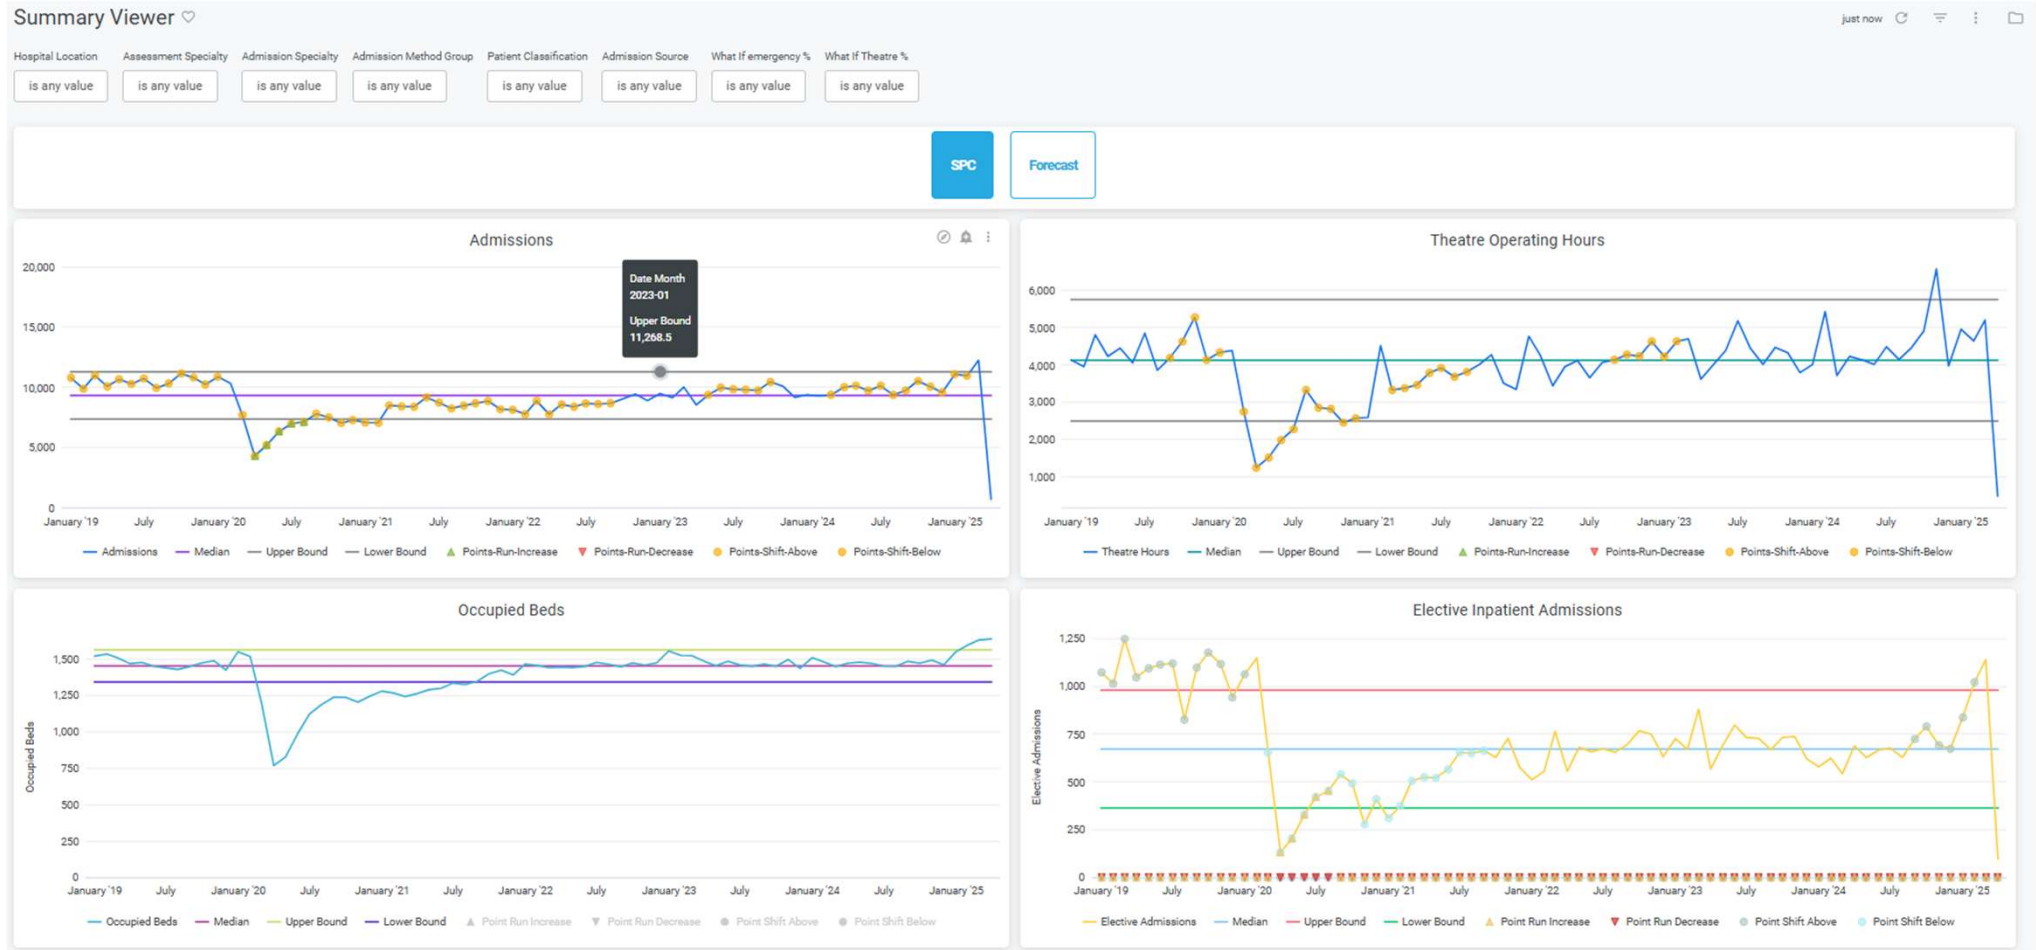 Summary Viewer
just now
Hospital Location Assessment Specialty Admission Specialty Admission Method Group Patient Classification Admission Source What If emergency % What If Theatre %
is any value is any value is any value is any value is any value is any value is any value is any value
SPC Forecast
Admissions
Date Month
2023-01
Upper Bound
11,268.5
20,000
15,000
10,000
5,000
0
January '19 July January '20 July January '21 July January '22 July January '23 July January '24 July January '25
Admissions Median Upper Bound Lower Bound Points-Run-Increase Points-Run-Decrease Points-Shift-Above Points-Shift-Below
Theatre Operating Hours
6,000
5,000
4,000
3,000
2,000
1,000
January '19 July January '20 July January '21 July January '22 July January '23 July January '24 July January '25
Theatre Hours Median Upper Bound Lower Bound Points-Run-Increase Points-Run-Decrease Points-Shift-Above Points-Shift-Below
Occupied Beds
Occupied Beds
1,500
1,250
1,000
750
500
250
0
January '19 July January '20 July January '21 July January '22 July January '23 July January '24 July January '25
Occupied Beds Median Upper Bound Lower Bound Point Run Increase Point Run Decrease Point Shift Above Point Shift Below
Elective Inpatient Admissions
Elective Admissions
1,250
1,000
750
500
250
0
January '19 July January '20 July January '21 July January '22 July January '23 July January '24 July January '25
Elective Admissions Median Upper Bound Lower Bound Point Run Increase Point Run Decrease Point Shift Above Point Shift Below